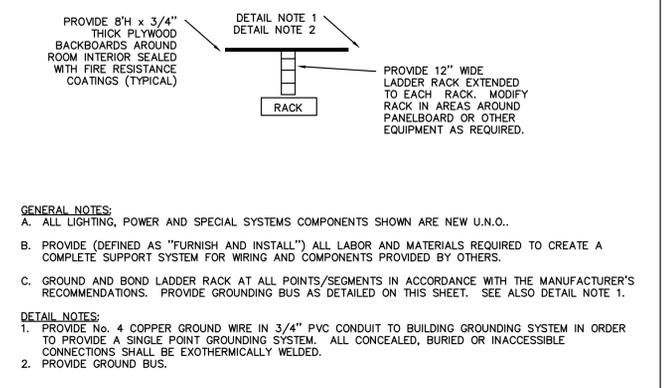 PROVIDE 8'H x 3/4"
THICK PLYWOOD
BACKBOARDS AROUND
ROOM INTERIOR SEALED
WITH FIRE RESISTANCE
COATINGS (TYPICAL)
DETAIL NOTE 1
DETAIL NOTE 2
RACK
PROVIDE 12" WIDE
LADDER RACK EXTENDED
TO EACH RACK. MODIFY
RACK IN AREAS AROUND
PANELBOARD OR OTHER
EQUIPMENT AS REQUIRED.
GENERAL NOTES:
A. ALL LIGHTING, POWER AND SPECIAL SYSTEMS COMPONENTS SHOWN ARE NEW U.N.O..
B. PROVIDE (DEFINED AS "FURNISH AND INSTALL") ALL LABOR AND MATERIALS REQUIRED TO CREATE A
COMPLETE SUPPORT SYSTEM FOR WIRING AND COMPONENTS PROVIDED BY OTHERS.
C. GROUND AND BOND LADDER RACK AT ALL POINTS/SEGMENTS IN ACCORDANCE WITH THE MANUFACTURER'S
RECOMMENDATIONS. PROVIDE GROUNDING BUS AS DETAILED ON THIS SHEET. SEE ALSO DETAIL NOTE 1.
DETAIL NOTES:
1. PROVIDE No. 4 COPPER GROUND WIRE IN 3/4" PVC CONDUIT TO BUILDING GROUNDING SYSTEM IN ORDER
TO PROVIDE A SINGLE POINT GROUNDING SYSTEM. ALL CONCEALED, BURIED OR INACCESSIBLE
CONNECTIONS SHALL BE EXOTHERMICALLY WELDED.
2. PROVIDE GROUND BUS.